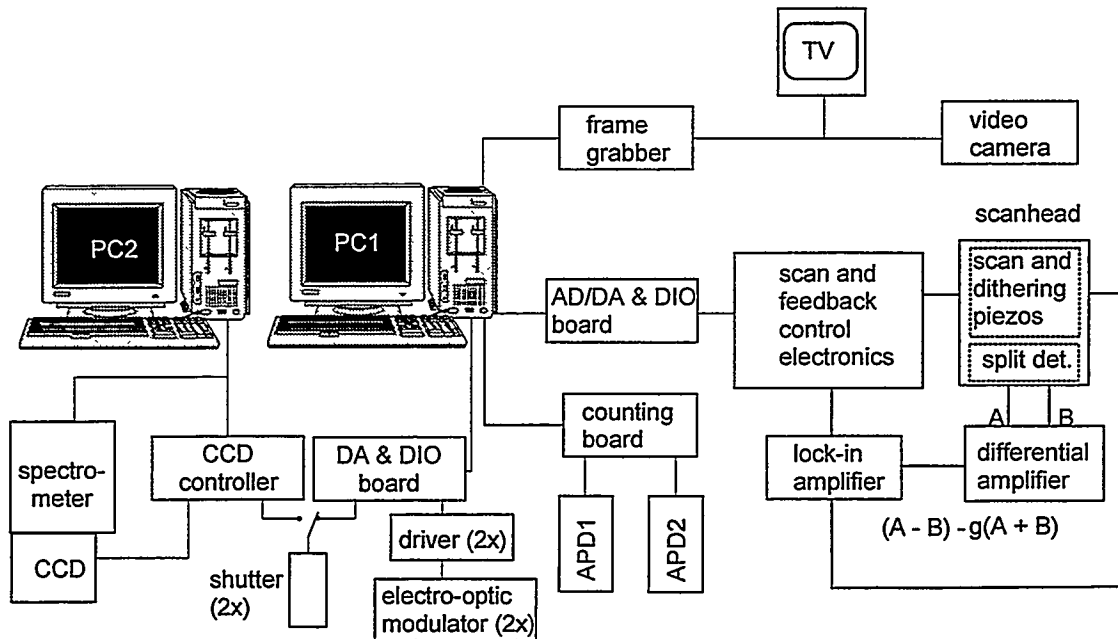 TV
frame
grabber
video
camera
PC2
PC1
scanhead
AD/DA & DIO
board
scan and
feedback
control
electronics
scan and
dithering
piezos
split det.
A
B
counting
board
spectro-
meter
CCD
controller
DA & DIO
board
lock-in
amplifier
differential
amplifier
(A - B) - g(A + B)
driver (2x)
APD1
APD2
CCD
shutter
(2x)
electro-optic
modulator (2x)